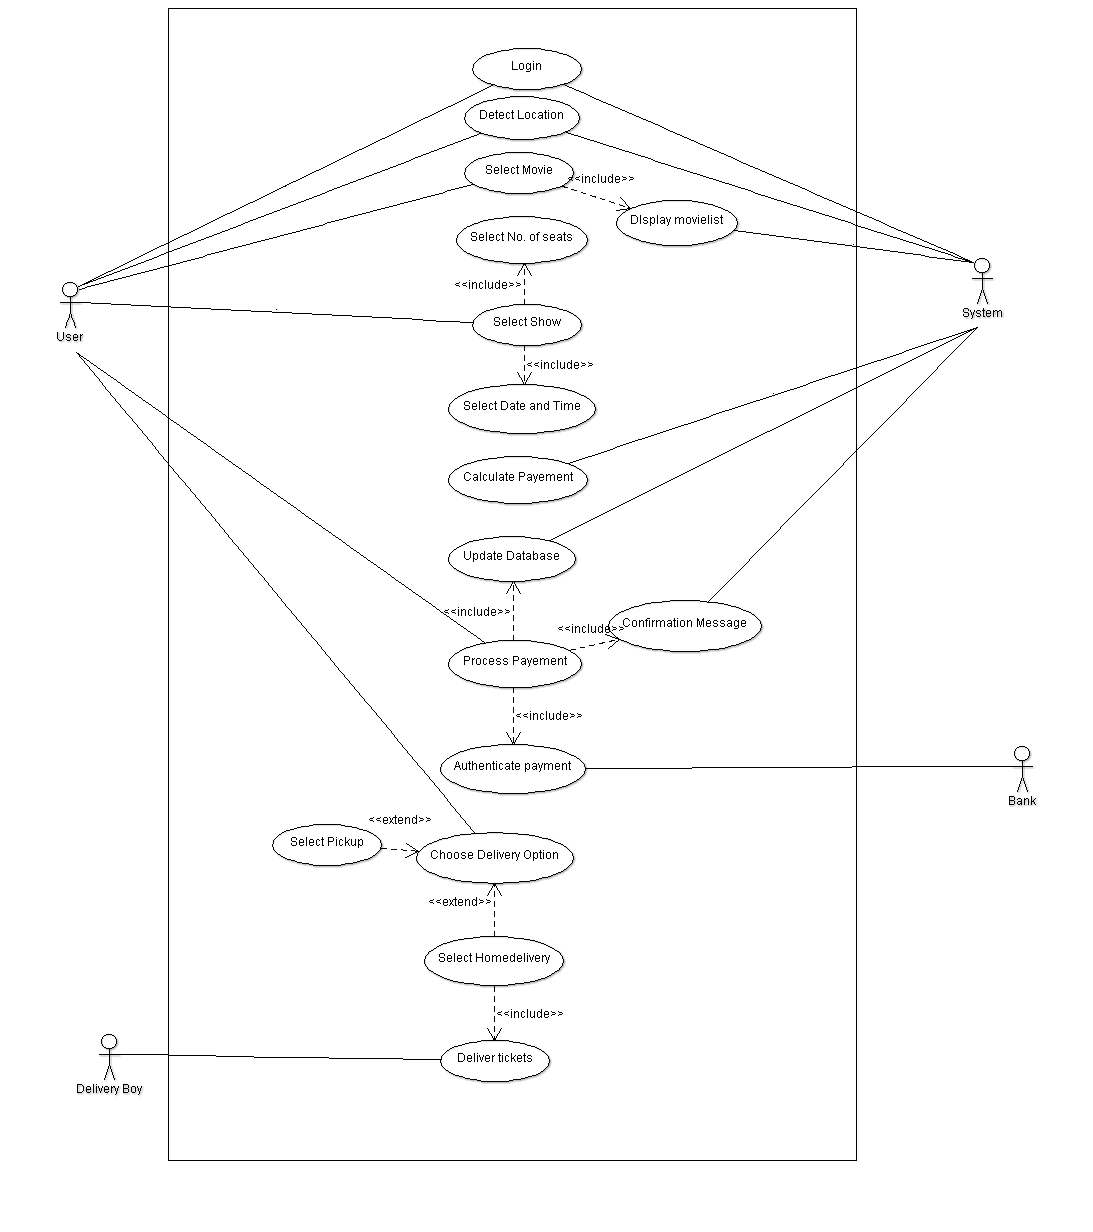 Login
Detect Location
Select Movie
<<include>>
DIsplay movielist
Select No. of seats
<<include>>
System
Select Show
User
<<include>>
Select Date and Time
Calculate Payement
Update Database
<<include>>
Confirmation Message
<<include>>
Process Payement
<<include>>
Authenticate payment
Bank
<<extend>>
Select Pickup
Choose Delivery Option
<<extend>>
Select Homedelivery
<<include>>
Deliver tickets
Delivery Boy